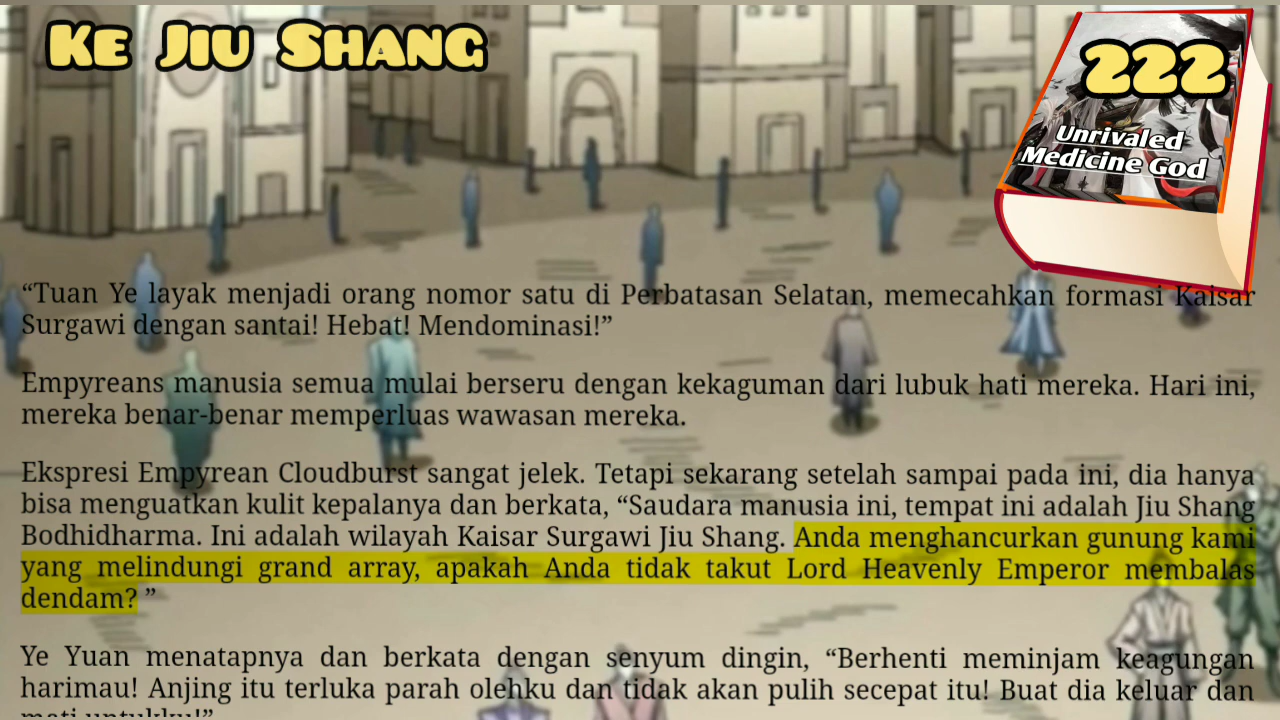 Ke Jiu Shang
222
Unrivaled
Medicine God
“Tuan Ye layak menjadi orang nomor satu di Perbatasan Selatan, memecahkan formasi Kaisar
Surgawi dengan santai! Hebat! Mendominasi!”
Empyreans manusia semua mulai berseru dengan kekaguman dari lubuk hati mereka. Hari ini,
mereka benar-benar memperluas wawasan mereka.
Ekspresi Empyrean Cloudburst sangat jelek. Tetapi sekarang setelah sampai pada ini, dia hanya
bisa menguatkan kulit kepalanya dan berkata, “Saudara manusia ini, tempat ini adalah Jiu Shang
Bodhidharma. Ini adalah wilayah Kaisar Surgawi Jiu Shang. Anda menghancurkan gunung kami
yang melindungi grand array, apakah Anda tidak takut Lord Heavenly Emperor membalas
dendam? ”
Ye Yuan menatapnya dan berkata dengan senyum dingin, “Berhenti meminjam keagungan
harimau! Anjing itu terluka parah olehku dan tidak akan pulih secepat itu! Buat dia keluar dan
mati untukku!”